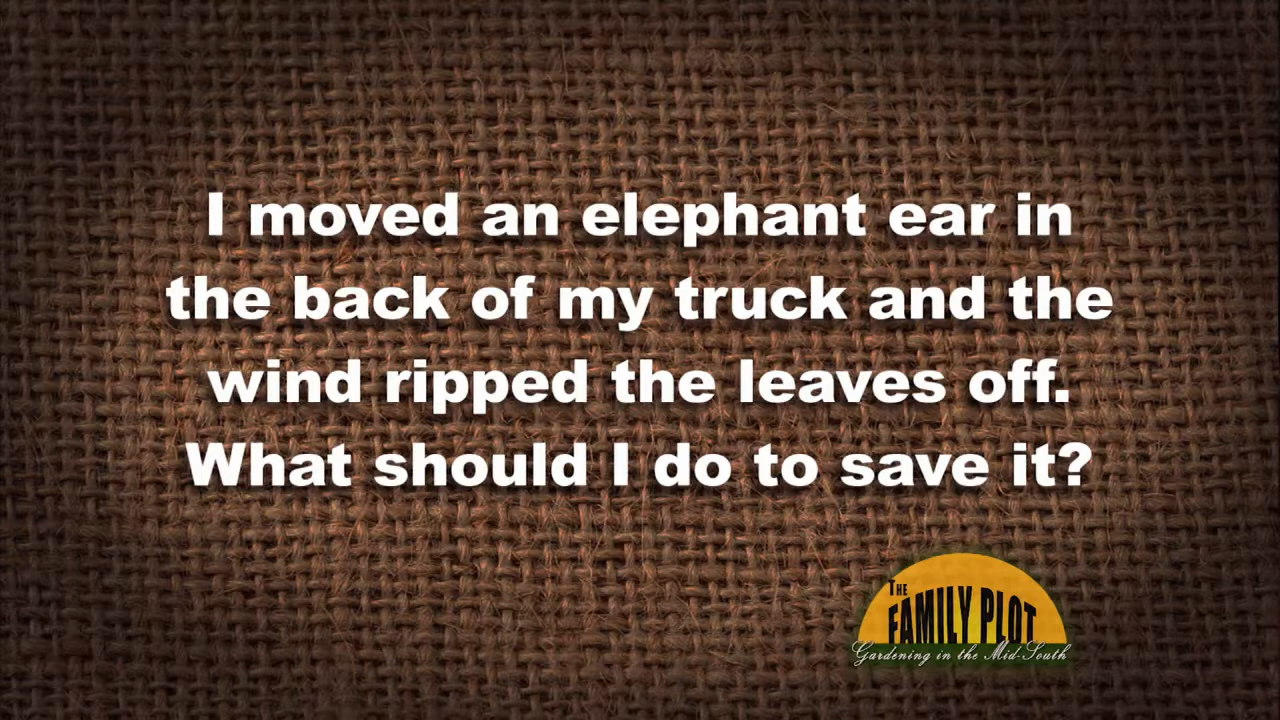 I moved an elephant ear in
the back of my truck and the
wind ripped the leaves off.
What should I do to save it?
THE
FAMILY PLOT
Gardening in the Mid-South